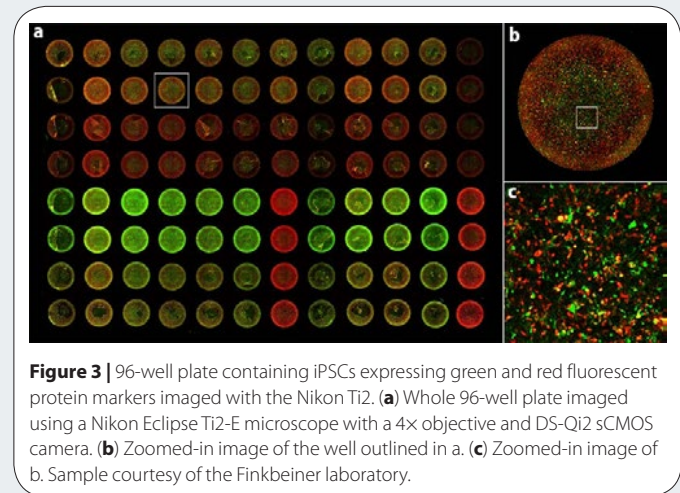 a
b
c
Figure 3 | 96-well plate containing iPSCs expressing green and red fluorescent
protein markers imaged with the Nikon Ti2. (a) Whole 96-well plate imaged
using a Nikon Eclipse Ti2-E microscope with a 4× objective and DS-Qi2 sCMOS
camera. (b) Zoomed-in image of the well outlined in a. (c) Zoomed-in image of
b. Sample courtesy of the Finkbeiner laboratory.